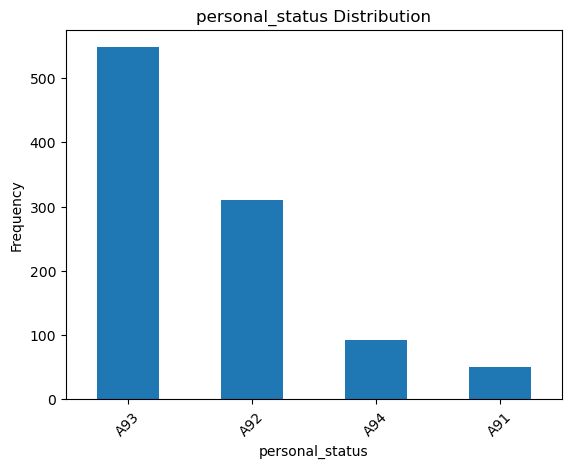 personal_status Distribution
Frequency
500
400
300
200
100
0
A93
A92
A94
A91
personal_status